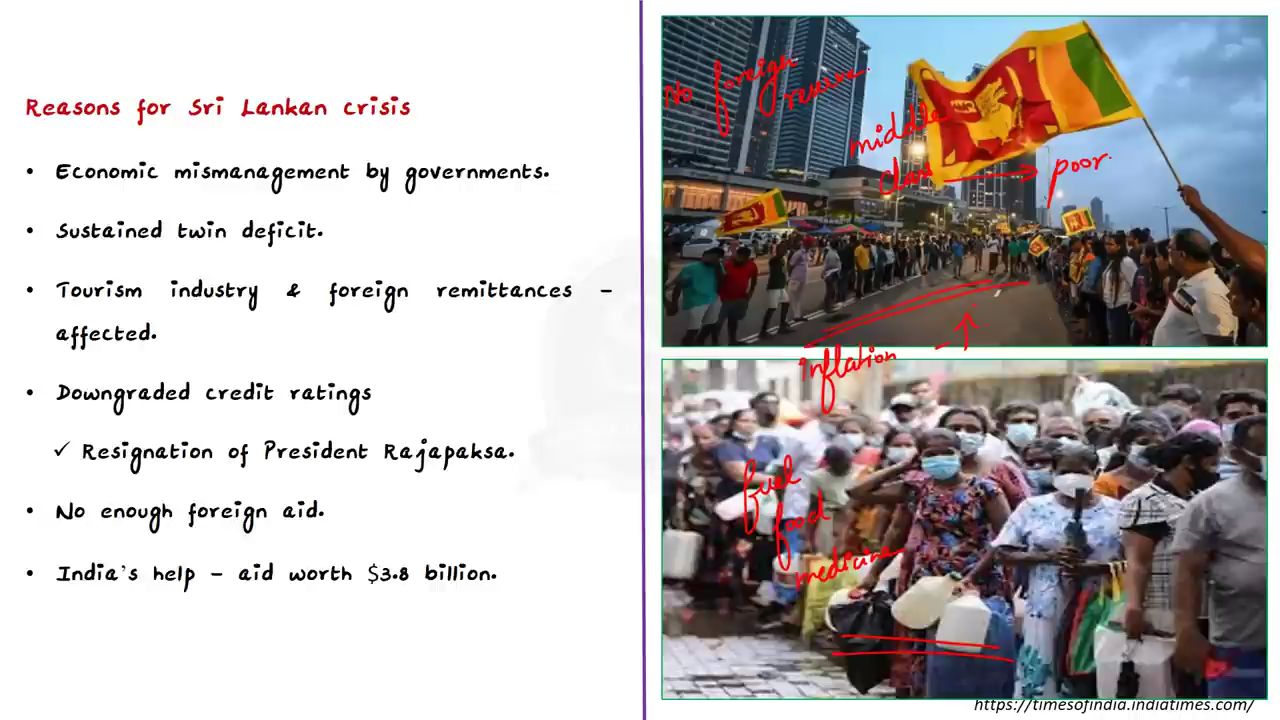 Reasons for Sri Lankan crisis
• Economic mismanagement by governments.
• Sustained twin deficit.
• Tourism industry & foreign remittances –
affected.
• Downgraded credit ratings
✓ Resignation of President Rajapaksa.
• No enough foreign aid.
• India's help – aid worth $3.8 billion.
No foreign
reserve.
middle
class → poor.
inflation – ↑
fuel
food
medicine
https://timesofindia.indiatimes.com/